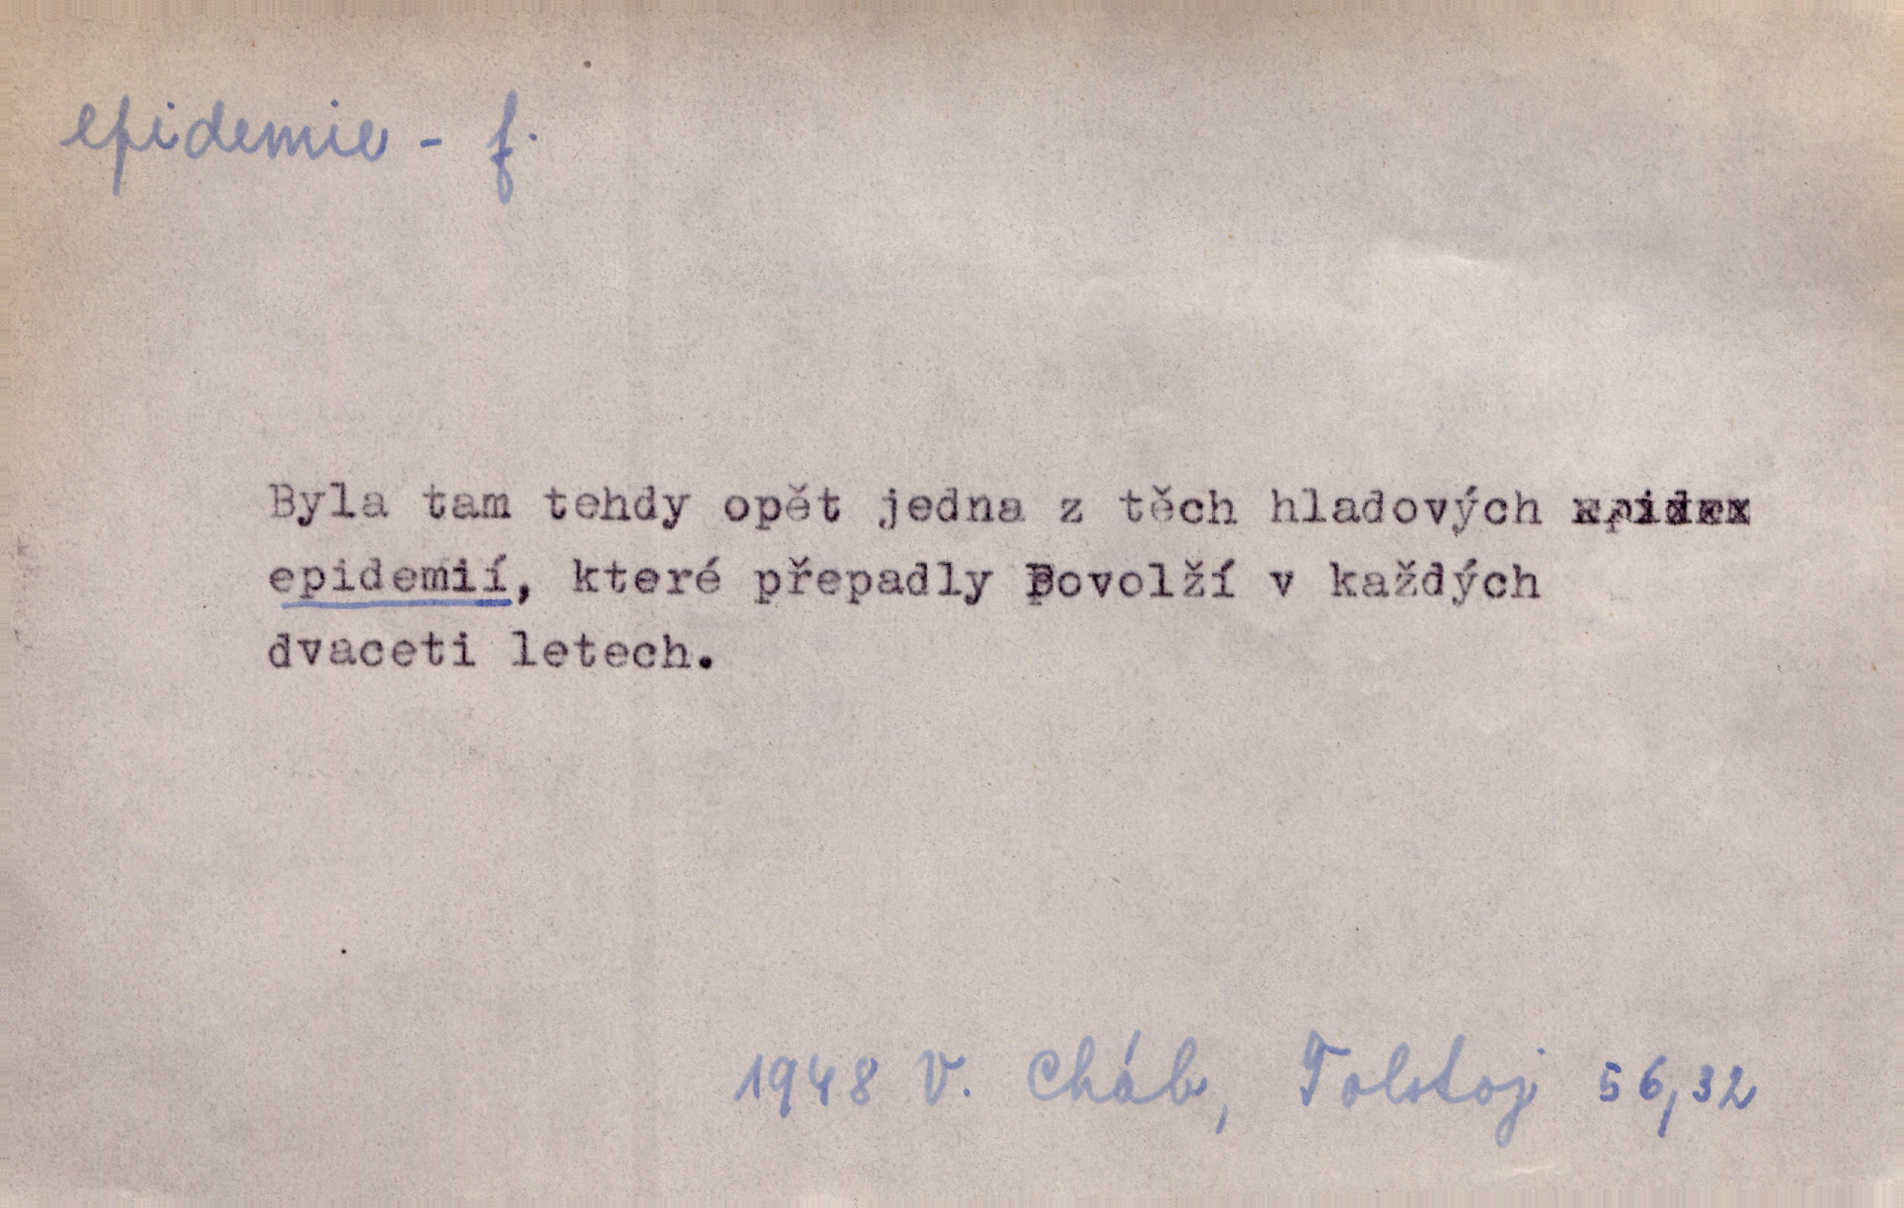 epidemie - f.
Byla tam tehdy opět jedna z těch hladových
epidemií, které přepadly Povolží v každých
dvaceti letech.
1948 V. Cháb, Tolstoj 56,32